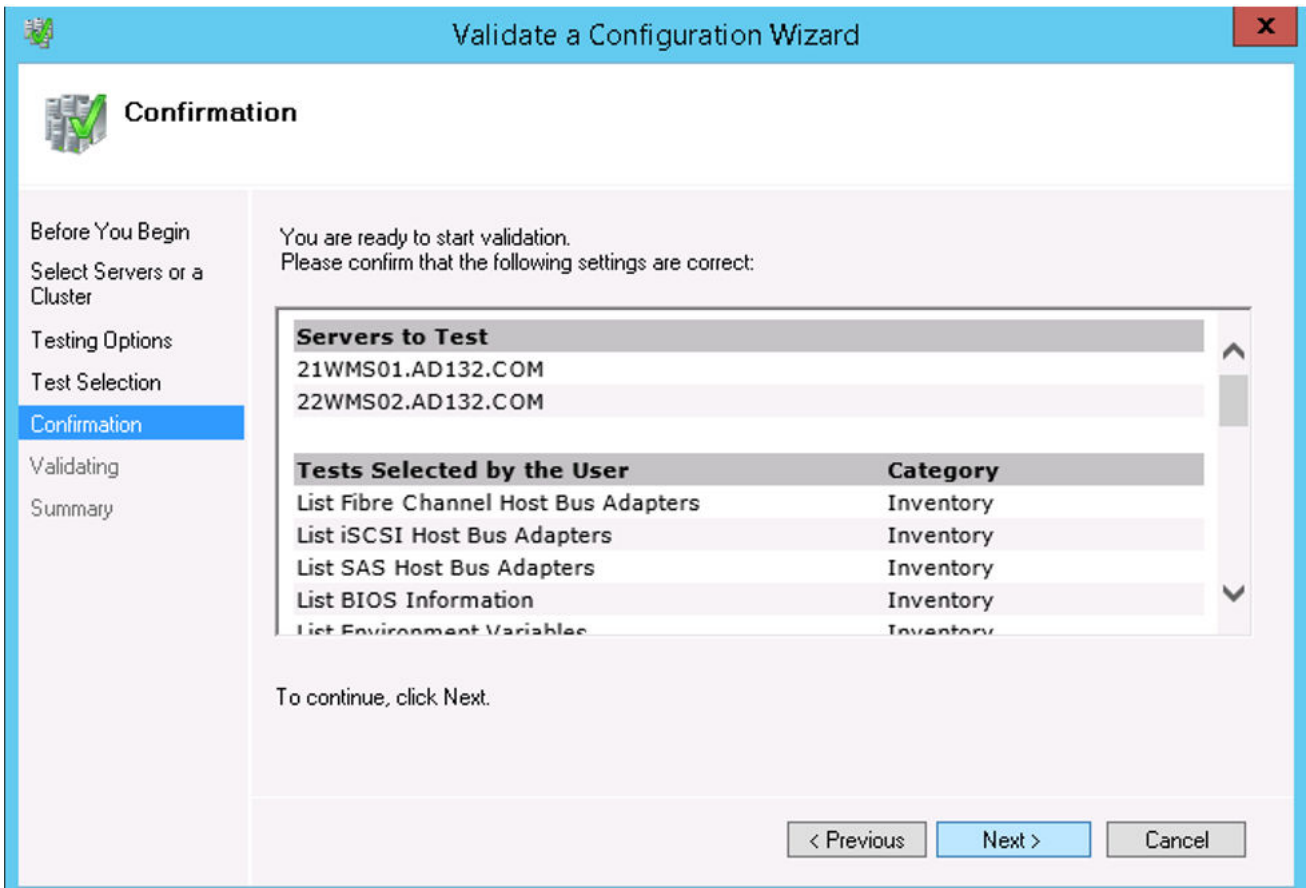 Validate a Configuration Wizard
x
Confirmation
Before You Begin
Select Servers or a
Cluster
Testing Options
Test Selection
Confirmation
Validating
Summary
You are ready to start validation.
Please confirm that the following settings are correct:
Servers to Test
21WMS01.AD132.COM
22WMS02.AD132.COM
Tests Selected by the User Category
List Fibre Channel Host Bus Adapters Inventory
List iSCSI Host Bus Adapters Inventory
List SAS Host Bus Adapters Inventory
List BIOS Information Inventory
List Environment Variables Inventory
To continue, click Next.
< Previous Next > Cancel